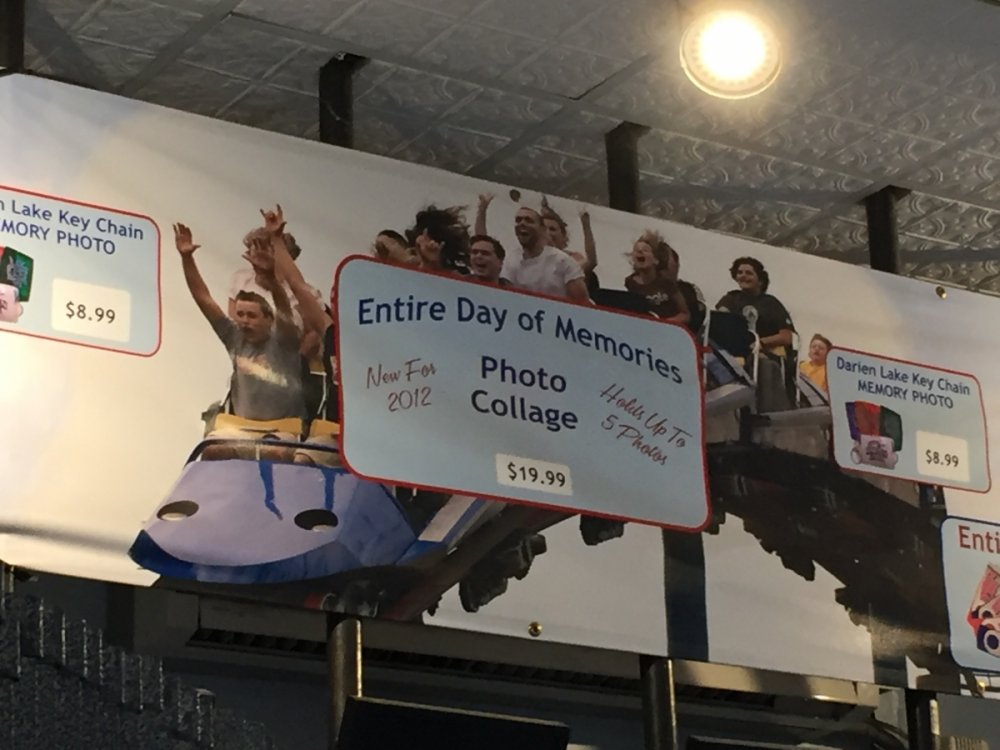 n Lake Key Chain
MORY PHOTO
$8.99
Entire Day of Memories
New For
2012
Photo
Collage
Holds Up To
5 Photos
$19.99
Darien Lake Key Chain
MEMORY PHOTO
$8.99
Enti